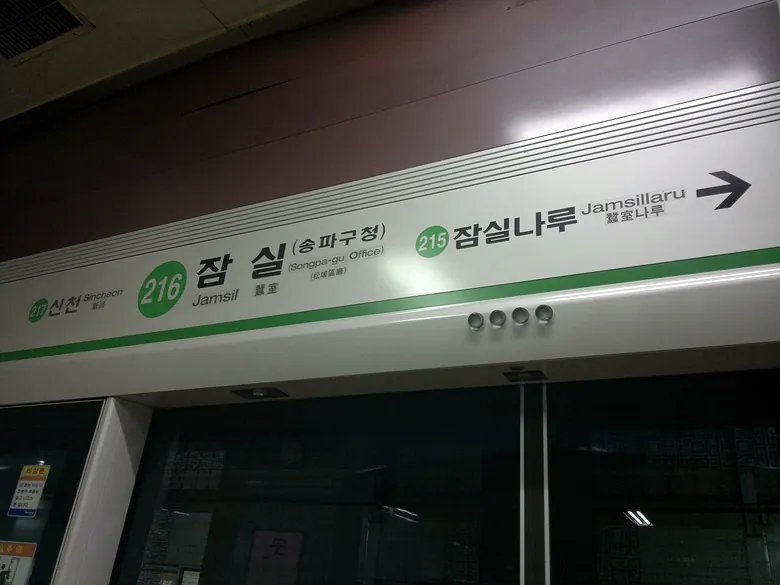 217 신천 Sincheon
新川
216 잠실 (송파구청)
Jamsil 蠶室 (Songpa-gu Office)
(松坡區廳)
215 잠실나루 Jamsillaru
蠶室나루